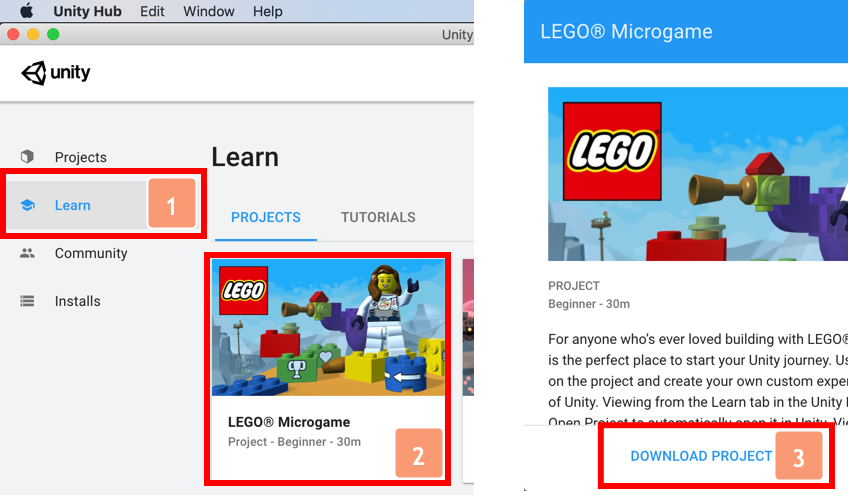 Unity Hub Edit Window Help
Unity
unity
Projects
Learn
1
Community
Installs
Learn
PROJECTS TUTORIALS
LEGO
LEGO® Microgame
Project - Beginner - 30m
2
LEGO® Microgame
LEGO
PROJECT
Beginner - 30m
For anyone who's ever loved building with LEGO®
is the perfect place to start your Unity journey. Us
on the project and create your own custom exper
of Unity. Viewing from the Learn tab in the Unity
Open Project to automatically open it in Unity. Vi
DOWNLOAD PROJECT
3